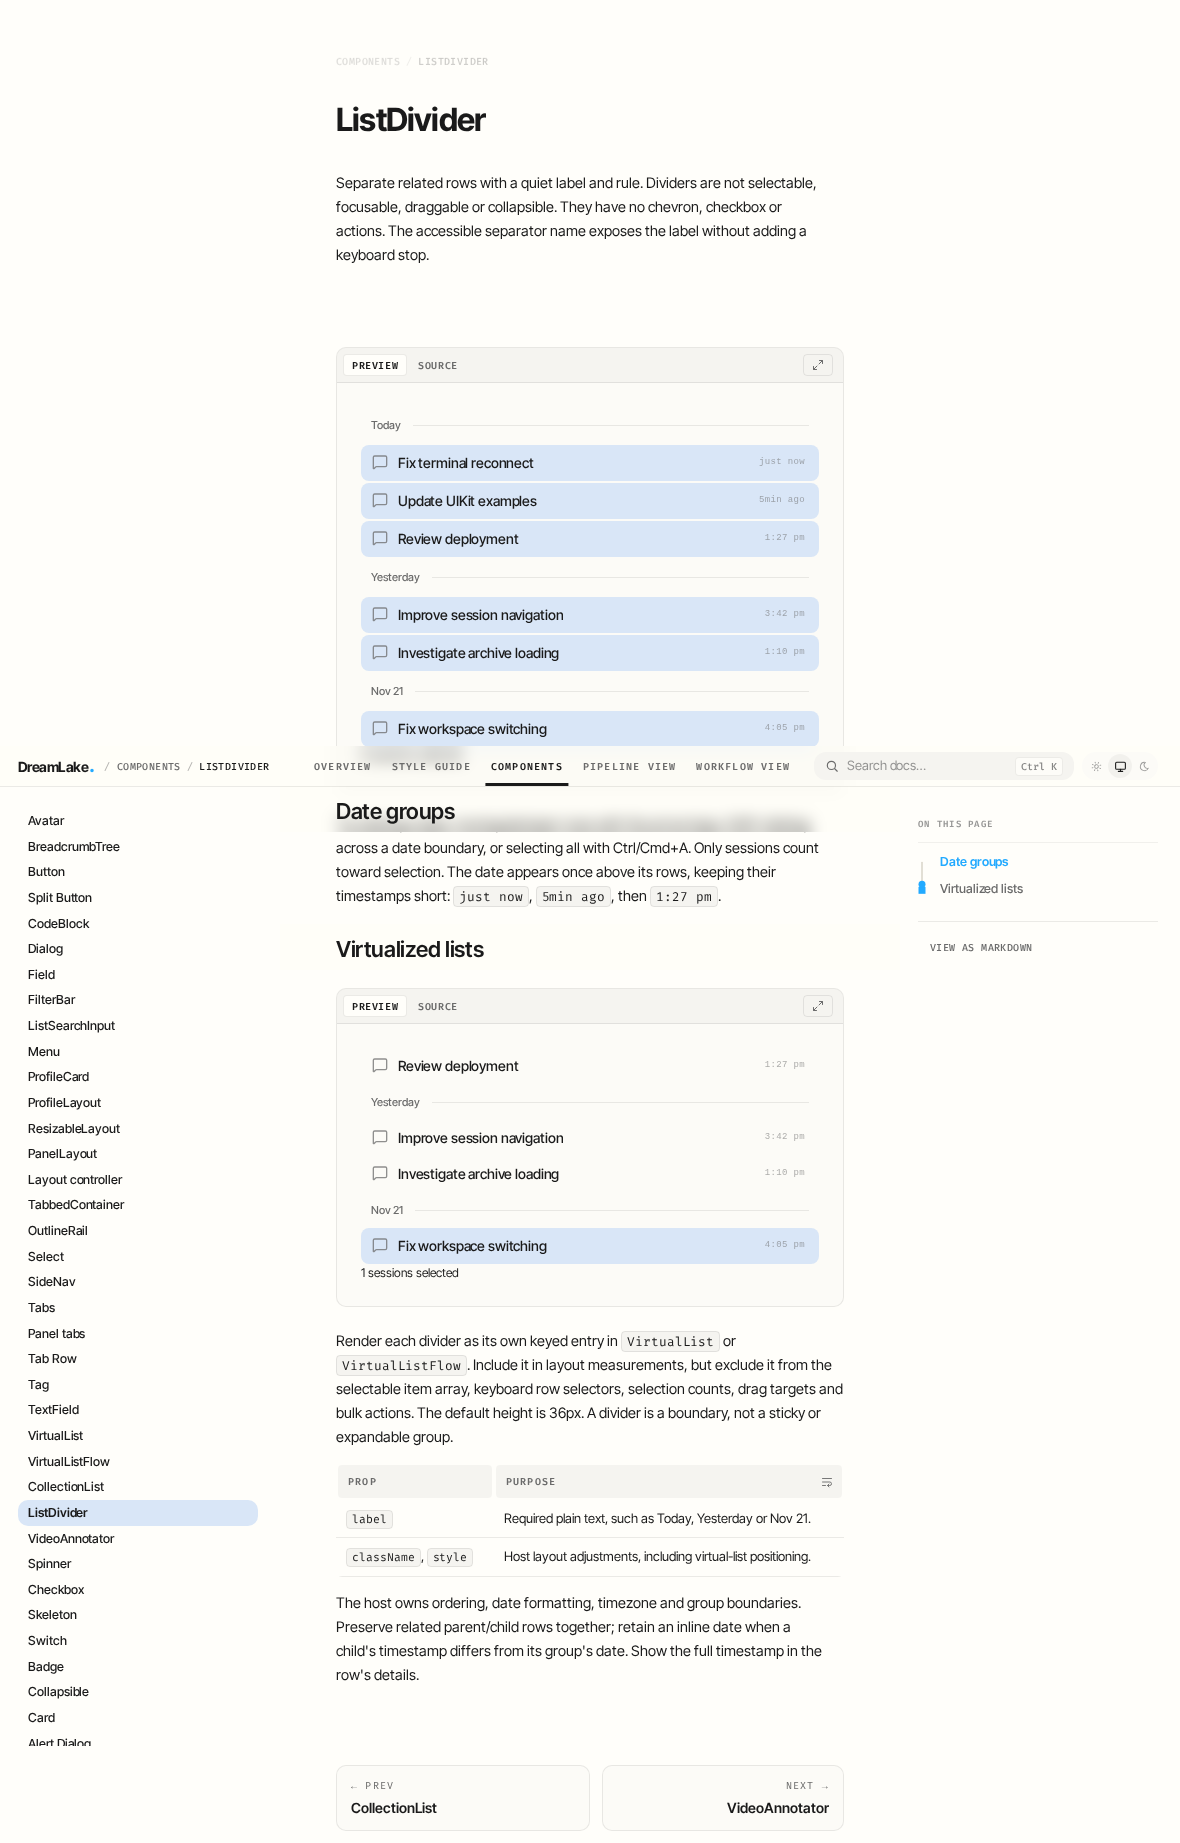 COMPONENTS / LISTDIVIDER
ListDivider
Separate related rows with a quiet label and rule. Dividers are not selectable,
focusable, draggable or collapsible. They have no chevron, checkbox or
actions. The accessible separator name exposes the label without adding a
keyboard stop.
PREVIEW SOURCE
Today
Fix terminal reconnect just now
Update UIKit examples 5min ago
Review deployment 1:27 pm
Yesterday
Improve session navigation 3:42 pm
Investigate archive loading 1:10 pm
Nov 21
Fix workspace switching 4:05 pm
DreamLake. / COMPONENTS / LISTDIVIDER
OVERVIEW STYLE GUIDE COMPONENTS PIPELINE VIEW WORKFLOW VIEW
Search docs... Ctrl K
Avatar
BreadcrumbTree
Button
Split Button
CodeBlock
Dialog
Field
FilterBar
ListSearchInput
Menu
ProfileCard
ProfileLayout
ResizableLayout
PanelLayout
Layout controller
TabbedContainer
OutlineRail
Select
SideNav
Tabs
Panel tabs
Tab Row
Tag
TextField
VirtualList
VirtualListFlow
CollectionList
ListDivider
VideoAnnotator
Spinner
Checkbox
Skeleton
Switch
Badge
Collapsible
Card
Alert Dialog
Date groups
across a date boundary, or selecting all with Ctrl/Cmd+A. Only sessions count
toward selection. The date appears once above its rows, keeping their
timestamps short: just now, 5min ago, then 1:27 pm.
Virtualized lists
PREVIEW SOURCE
Review deployment 1:27 pm
Yesterday
Improve session navigation 3:42 pm
Investigate archive loading 1:10 pm
Nov 21
Fix workspace switching 4:05 pm
1 sessions selected
Render each divider as its own keyed entry in VirtualList or
VirtualListFlow. Include it in layout measurements, but exclude it from the
selectable item array, keyboard row selectors, selection counts, drag targets and
bulk actions. The default height is 36px. A divider is a boundary, not a sticky or
expandable group.
PROP PURPOSE
label Required plain text, such as Today, Yesterday or Nov 21.
className, style Host layout adjustments, including virtual-list positioning.
The host owns ordering, date formatting, timezone and group boundaries.
Preserve related parent/child rows together; retain an inline date when a
child's timestamp differs from its group's date. Show the full timestamp in the
row's details.
← PREV
CollectionList
NEXT →
VideoAnnotator
ON THIS PAGE
Date groups
Virtualized lists
VIEW AS MARKDOWN